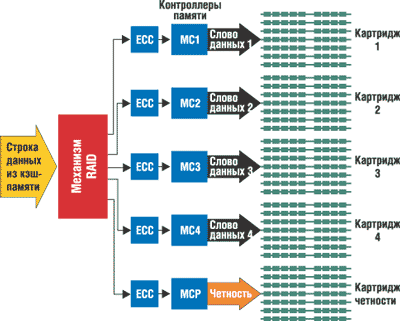 Контроллеры
памяти
ECC
MC1
Слово
данных 1
Картридж
1
ECC
MC2
Слово
данных 2
Картридж
2
Строка
данных
из кэш-
памяти
Механизм
RAID
ECC
MC3
Слово
данных 3
Картридж
3
ECC
MC4
Слово
данных 4
Картридж
4
ECC
MCP
Четность
Картридж
четности